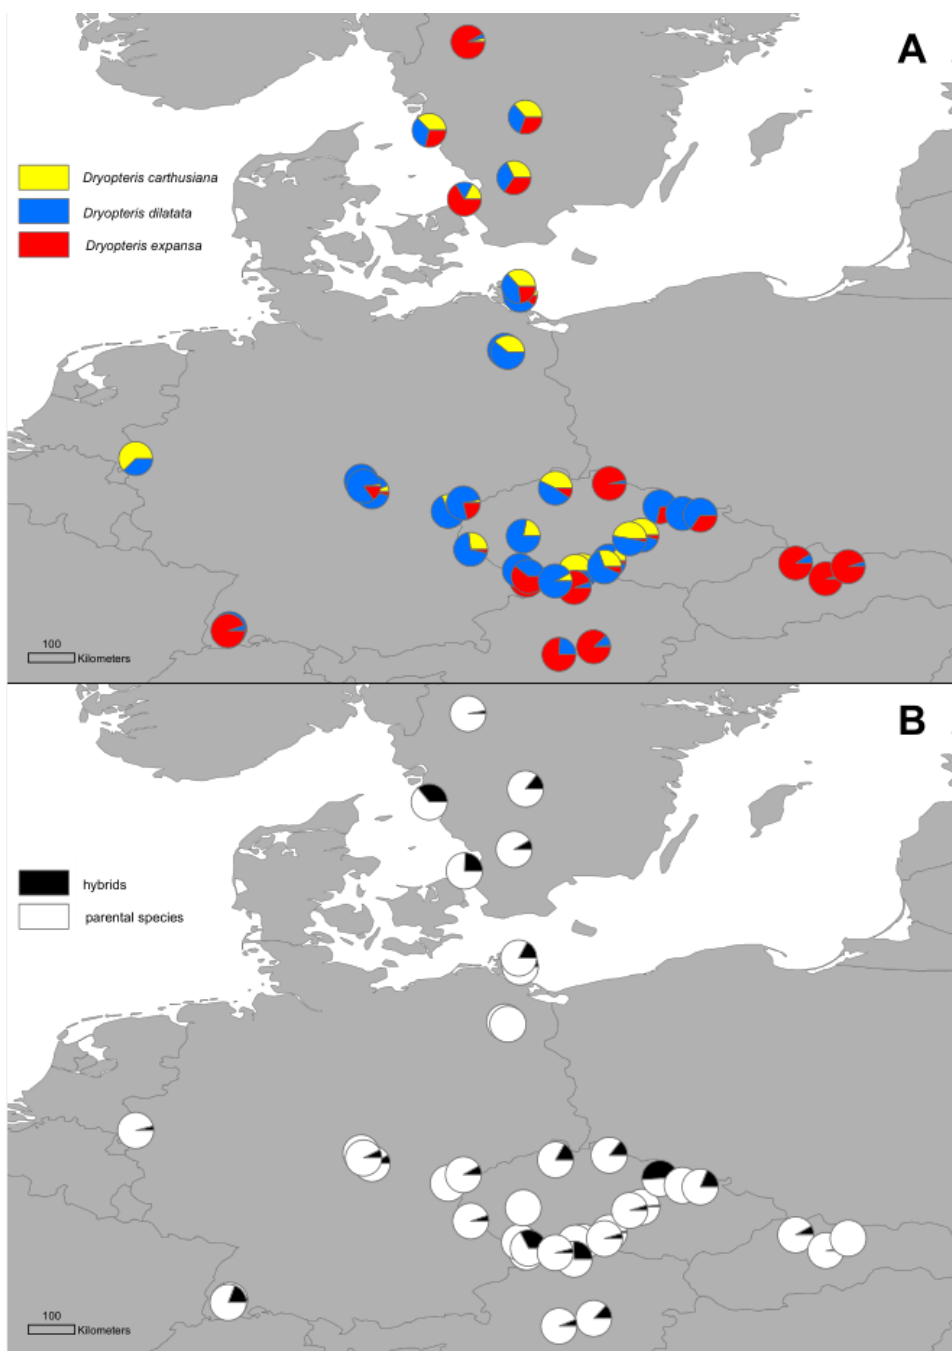 A
Dryopteris carthusiana
Dryopteris dilatata
Dryopteris expansa
100
Kilometers
B
hybrids
parental species
100
Kilometers